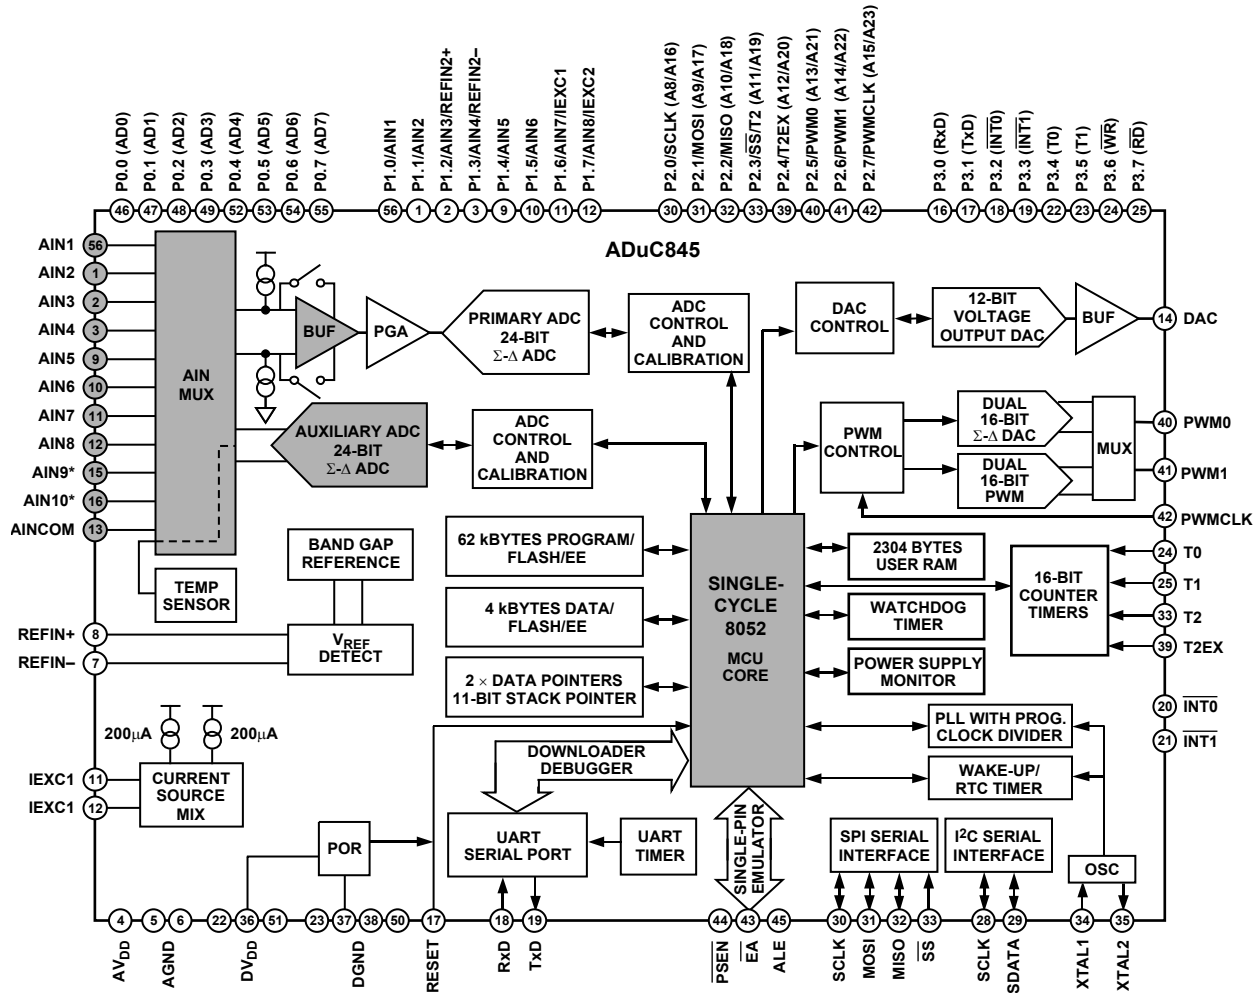 P0.0 (AD0)
P0.1 (AD1)
P0.2 (AD2)
P0.3 (AD3)
P0.4 (AD4)
P0.5 (AD5)
P0.6 (AD6)
P0.7 (AD7)
P1.0/AIN1
P1.1/AIN2
P1.2/AIN3/REFIN2+
P1.3/AIN4/REFIN2–
P1.4/AIN5
P1.5/AIN6
P1.6/AIN7/IEXC1
P1.7/AIN8/IEXC2
P2.0/SCLK (A8/A16)
P2.1/MOSI (A9/A17)
P2.2/MISO (A10/A18)
P2.3/SS/T2 (A11/A19)
P2.4/T2EX (A12/A20)
P2.5/PWM0 (A13/A21)
P2.6/PWM1 (A14/A22)
P2.7/PWMCLK (A15/A23)
P3.0 (RxD)
P3.1 (TxD)
P3.2 (INT0)
P3.3 (INT1)
P3.4 (T0)
P3.5 (T1)
P3.6 (WR)
P3.7 (RD)
46 47 48 49 52 53 54 55 56 1 2 3 9 10 11 12 30 31 32 33 39 40 41 42 16 17 18 19 22 23 24 25
ADuC845
AIN1 56
AIN2 1
AIN3 2
AIN4 3
AIN5 9
AIN6 10
AIN7 11
AIN8 12
AIN9* 15
AIN10* 16
AINCOM 13
AIN
MUX
BUF
PGA
PRIMARY ADC
24-BIT
Σ-Δ ADC
ADC
CONTROL
AND
CALIBRATION
DAC
CONTROL
12-BIT
VOLTAGE
OUTPUT DAC
BUF
14 DAC
AUXILIARY ADC
24-BIT
Σ-Δ ADC
ADC
CONTROL
AND
CALIBRATION
PWM
CONTROL
DUAL
16-BIT
Σ-Δ DAC
DUAL
16-BIT
PWM
MUX
40 PWM0
41 PWM1
42 PWMCLK
TEMP
SENSOR
BAND GAP
REFERENCE
VREF
DETECT
REFIN+ 8
REFIN– 7
62 kBYTES PROGRAM/
FLASH/EE
4 kBYTES DATA/
FLASH/EE
2 × DATA POINTERS
11-BIT STACK POINTER
SINGLE-
CYCLE
8052
MCU
CORE
2304 BYTES
USER RAM
WATCHDOG
TIMER
POWER SUPPLY
MONITOR
16-BIT
COUNTER
TIMERS
24 T0
25 T1
33 T2
39 T2EX
20 INT0
21 INT1
PLL WITH PROG.
CLOCK DIVIDER
WAKE-UP/
RTC TIMER
200µA
200µA
IEXC1 11
IEXC1 12
CURRENT
SOURCE
MIX
DOWNLOADER
DEBUGGER
POR
UART
SERIAL PORT
UART
TIMER
SINGLE-PIN
EMULATOR
SPI SERIAL
INTERFACE
I2C SERIAL
INTERFACE
OSC
4 5 6 22 36 51 23 37 38 50 17 18 19 44 43 45 30 31 32 33 28 29 34 35
AVDD
AGND
DVDD
DGND
RESET
RxD
TxD
PSEN
EA
ALE
SCLK
MOSI
MISO
SS
SCLK
SDATA
XTAL1
XTAL2